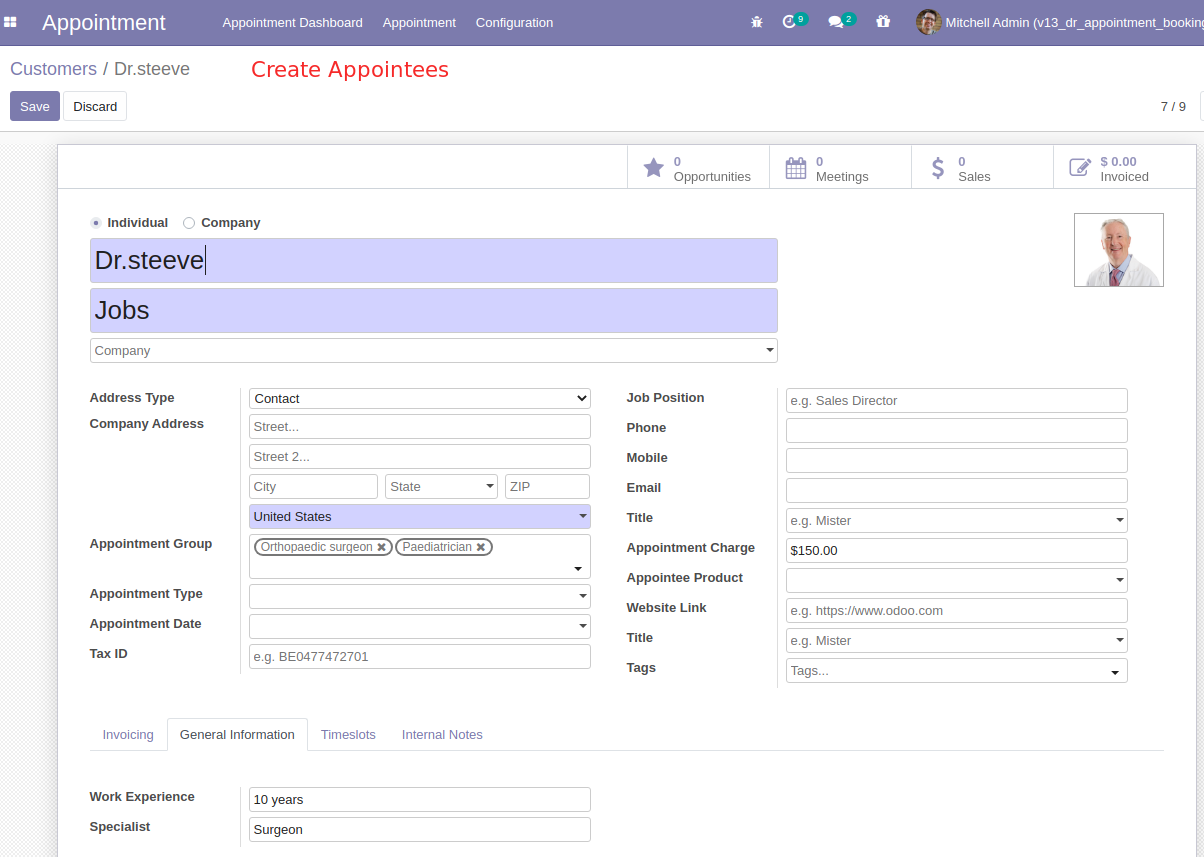 Appointment Appointment Dashboard Appointment Configuration 9 2 Mitchell Admin (v13_dr_appointment_booking
Customers / Dr.steeve Create Appointees
Save Discard 7 / 9
0 Opportunities 0 Meetings 0 Sales $ 0.00 Invoiced
Individual Company
Dr.steeve
Jobs
Company
Address Type Contact
Company Address Street...
Street 2...
City State ZIP
United States
Appointment Group Orthopaedic surgeon Paediatrician
Appointment Type
Appointment Date
Tax ID e.g. BE0477472701
Job Position e.g. Sales Director
Phone
Mobile
Email
Title e.g. Mister
Appointment Charge $150.00
Appointee Product
Website Link e.g. https://www.odoo.com
Title e.g. Mister
Tags Tags...
Invoicing General Information Timeslots Internal Notes
Work Experience 10 years
Specialist Surgeon